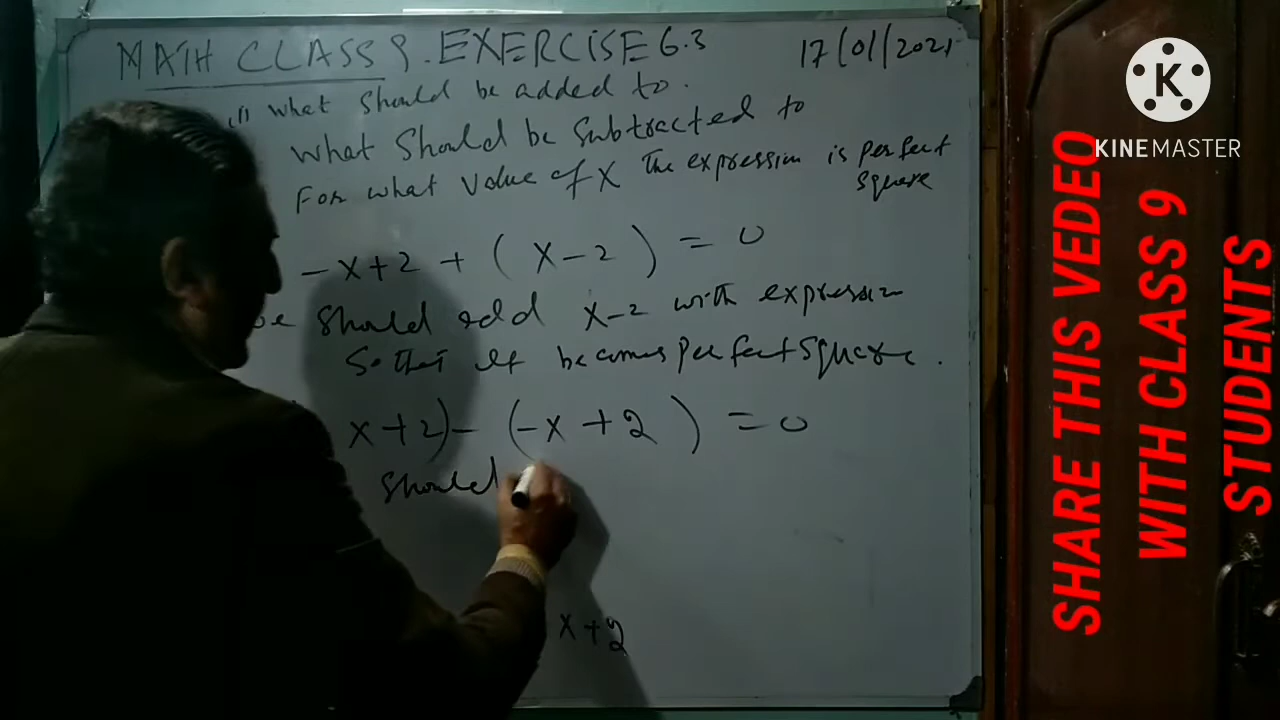 MATH CLASS 9. EXERCISE 6.3
17/01/2021
(1) What should be added to.
What Should be Subtracted to
For what Value of X The expression is perfect
Square
-x+2 + (x-2) = 0
should add x-2 with expression
So that it becomes perfect Square.
x+2)- (-x+2) = 0
Should
x+2
K
KINEMASTER
SHARE THIS VEDEO
WITH CLASS 9
STUDENTS